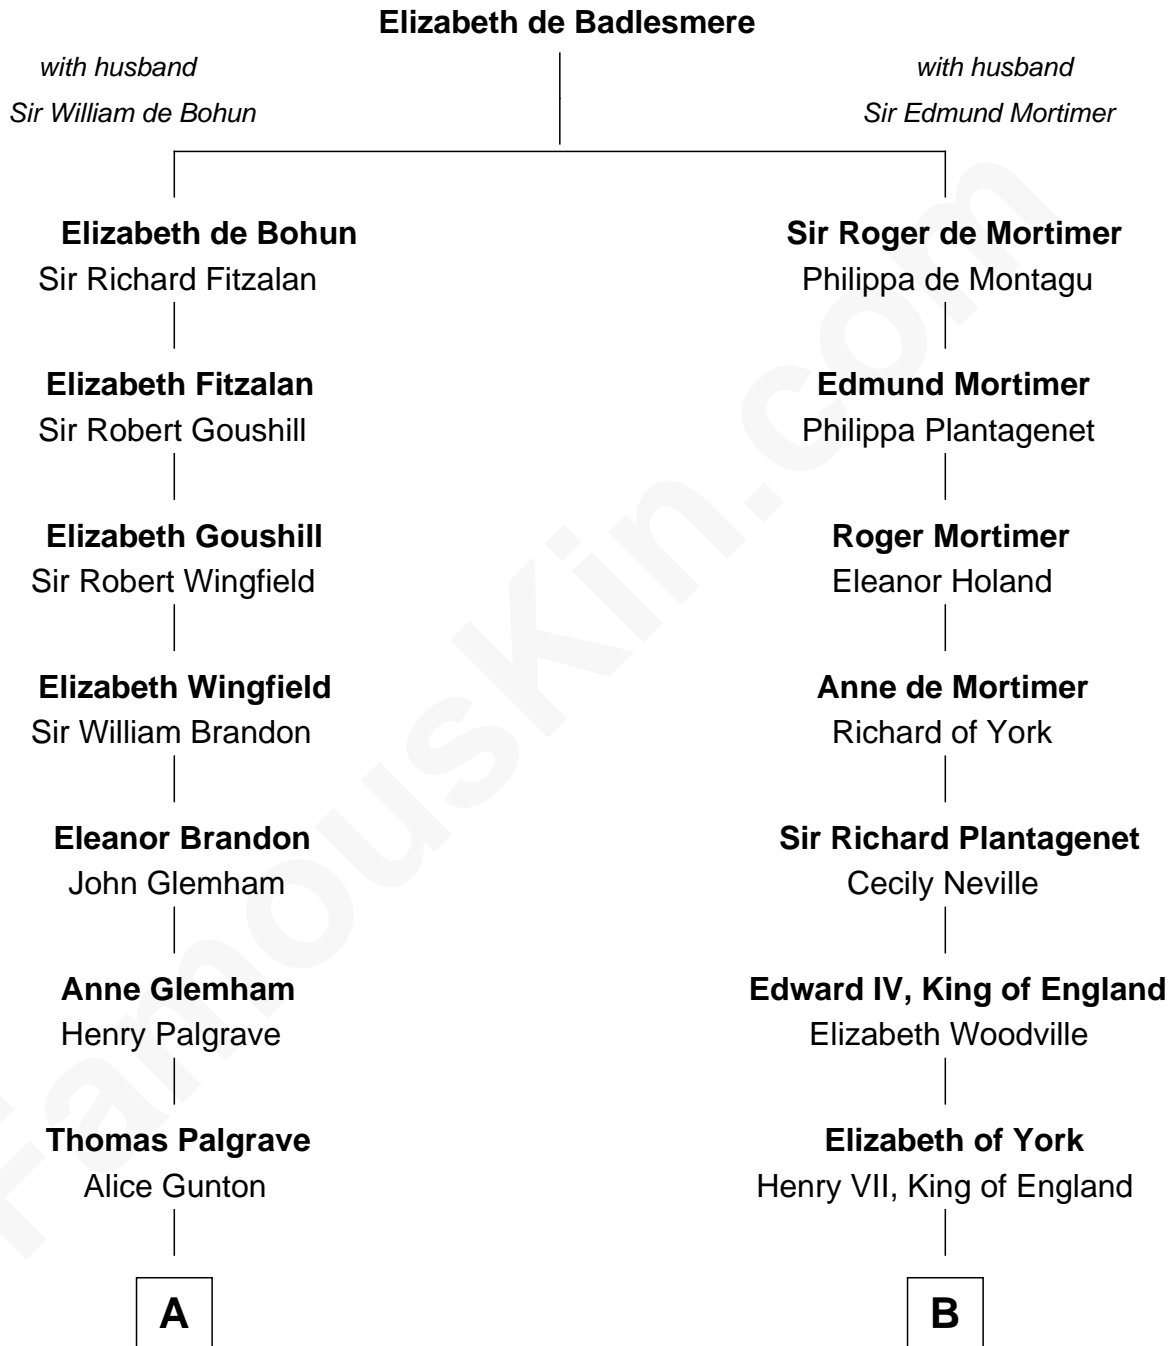 Elizabeth de Badlesmere
with husband
Sir William de Bohun
with husband
Sir Edmund Mortimer
Elizabeth de Bohun
Sir Richard Fitzalan
Sir Roger de Mortimer
Philippa de Montagu
Elizabeth Fitzalan
Sir Robert Goushill
Edmund Mortimer
Philippa Plantagenet
Elizabeth Goushill
Sir Robert Wingfield
Roger Mortimer
Eleanor Holand
Elizabeth Wingfield
Sir William Brandon
Anne de Mortimer
Richard of York
Eleanor Brandon
John Glemham
Sir Richard Plantagenet
Cecily Neville
Anne Glemham
Henry Palgrave
Edward IV, King of England
Elizabeth Woodville
Thomas Palgrave
Alice Gunton
Elizabeth of York
Henry VII, King of England
A
B
FamousKin.com